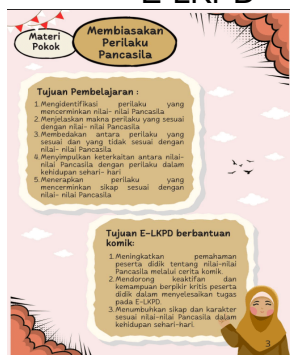 E-LKPD
Materi
Pokok
Membiasakan
Perilaku
Pancasila
Tujuan Pembelajaran :
1. Mengidentifikasi perilaku yang
mencerminkan nilai- nilai Pancasila
2. Menjelaskan makna perilaku yang sesuai
dengan nilai- nilai Pancasila
3. Membedakan antara perilaku yang
sesuai dan yang tidak sesuai dengan
nilai- nilai Pancasila
4. Menyimpulkan keterkaitan antara nilai-
nilai Pancasila dengan perilaku dalam
kehidupan sehari- hari
5. Menerapkan perilaku yang
mencerminkan sikap sesuai dengan
nilai- nilai Pancasila
Tujuan E-LKPD berbantuan
komik:
1. Meningkatkan pemahaman
peserta didik tentang nilai-nilai
Pancasila melalui cerita komik.
2. Mendorong keaktifan dan
kemampuan berpikir kritis peserta
didik dalam menyelesaikan tugas
pada E-LKPD.
3. Menumbuhkan sikap dan karakter
sesuai nilai-nilai Pancasila dalam
kehidupan sehari-hari.
3